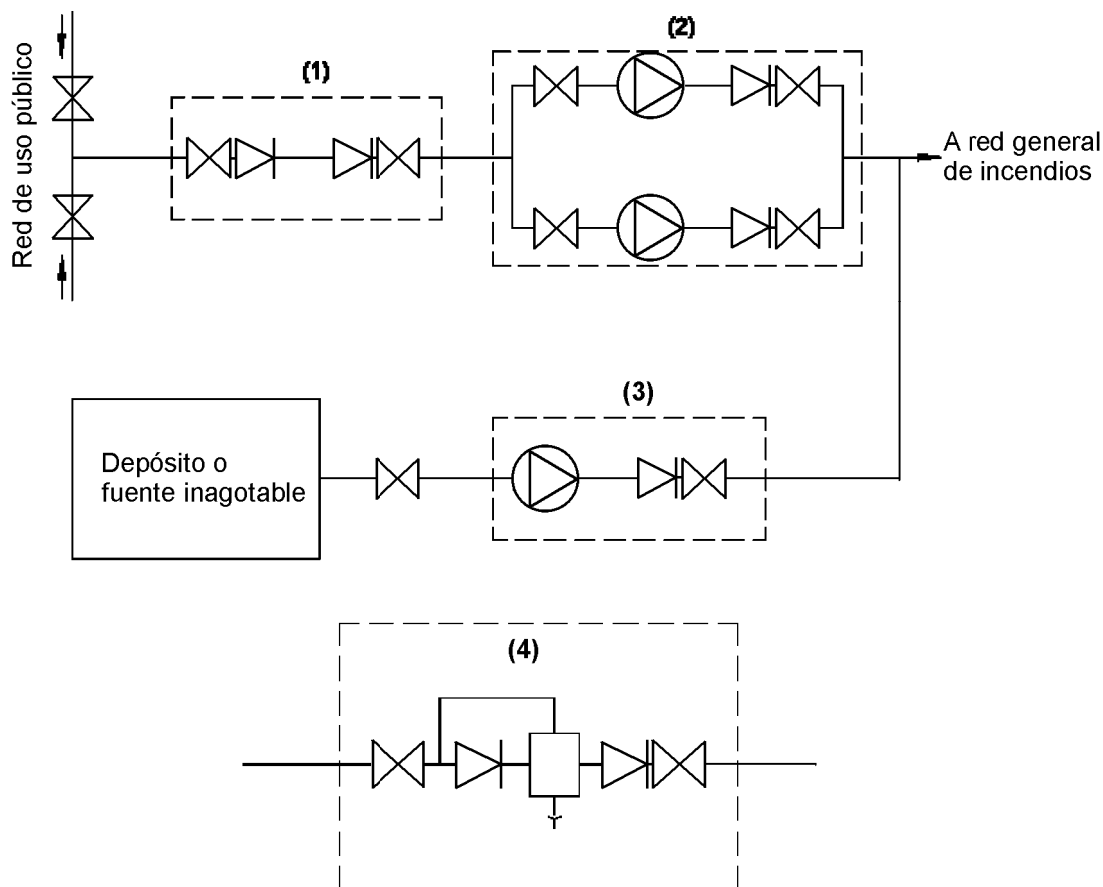 (2)
(1)
Red de uso público
A red general
de incendios
(3)
Depósito o
fuente inagotable
(4)